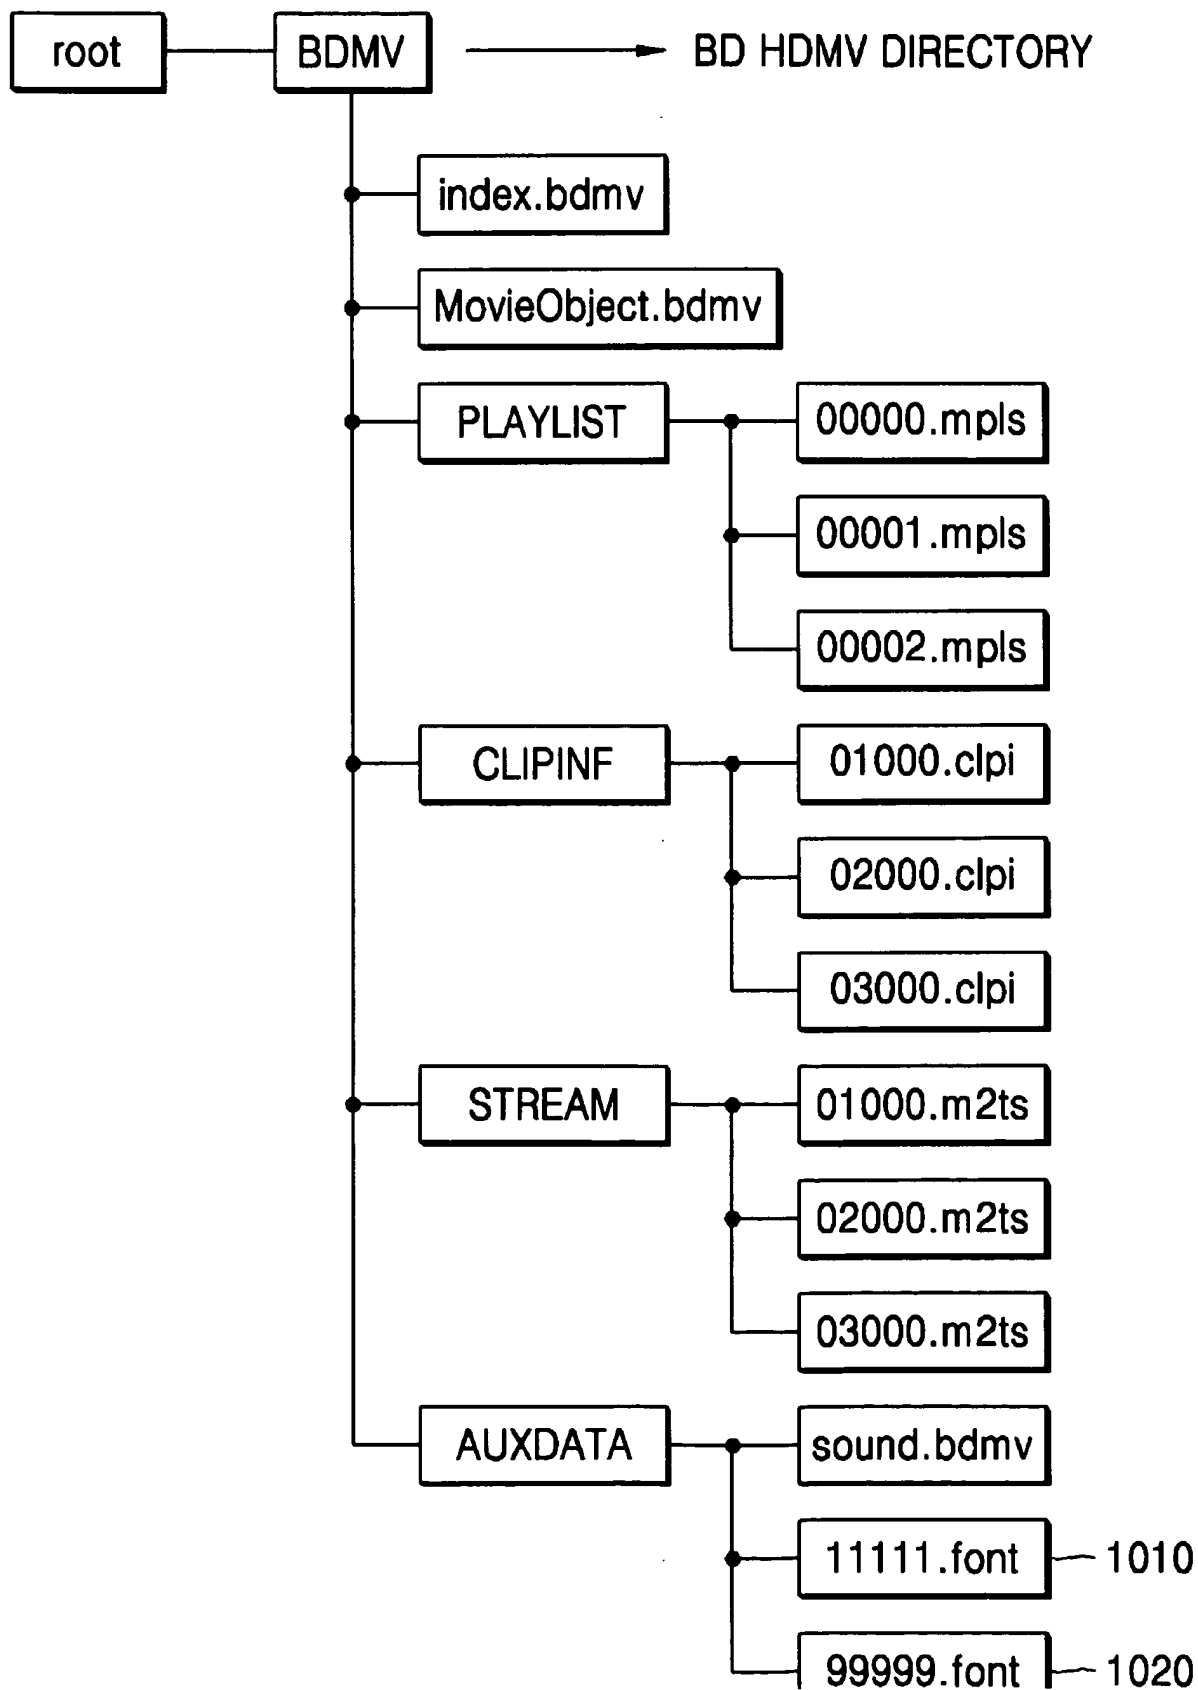 root BDMV BD HDMV DIRECTORY
index.bdmv
MovieObject.bdmv
PLAYLIST 00000.mpls
00001.mpls
00002.mpls
CLIPINF 01000.clpi
02000.clpi
03000.clpi
STREAM 01000.m2ts
02000.m2ts
03000.m2ts
AUXDATA sound.bdmv
11111.font 1010
99999.font 1020